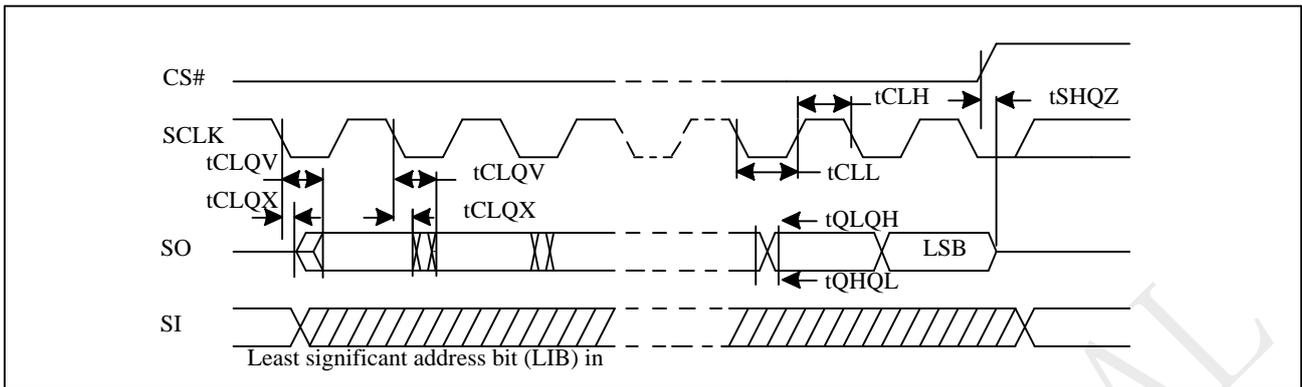 CS#
tCLH
tSHQZ
SCLK
tCLQV
tCLQV
tCLL
tCLQX
tCLQX
tQLQH
SO
LSB
tQHQL
SI
Least significant address bit (LIB) in
AL